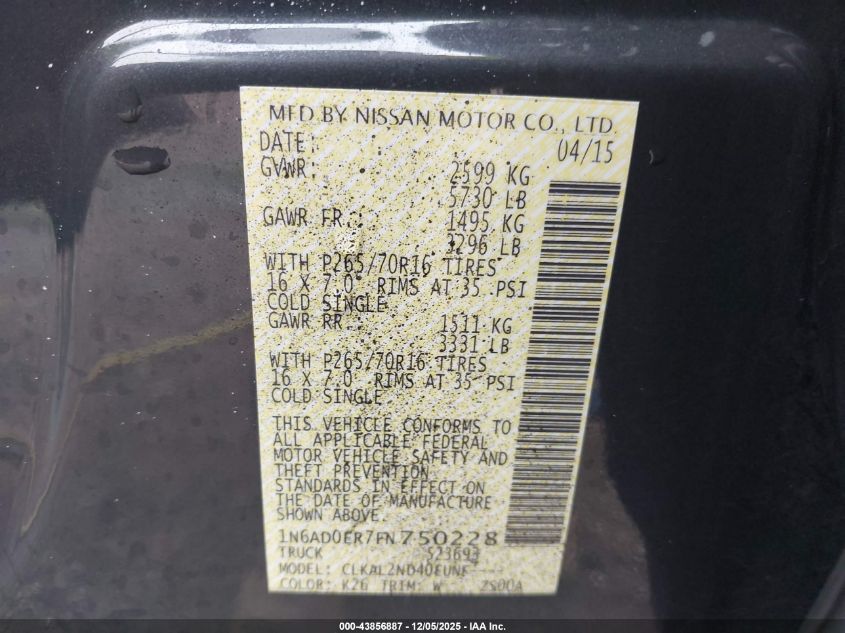 MFD BY NISSAN MOTOR CO., LTD.
DATE: 04/15
GVWR: 2599 KG
5730 LB
GAWR FR.: 1495 KG
3296 LB
WITH P265/70R16 TIRES
16 X 7.0 RIMS AT 35 PSI
COLD SINGLE
GAWR RR.: 1511 KG
3331 LB
WITH P265/70R16 TIRES
16 X 7.0 RIMS AT 35 PSI
COLD SINGLE
THIS VEHICLE CONFORMS TO
ALL APPLICABLE FEDERAL
MOTOR VEHICLE SAFETY AND
THEFT PREVENTION
STANDARDS IN EFFECT ON
THE DATE OF MANUFACTURE
SHOWN ABOVE.
1N6AD0ER7FN750228
TRUCK
MODEL:
COLOR: K26 TRIM: W
000-43856887 - 12/05/2025 - IAA Inc.